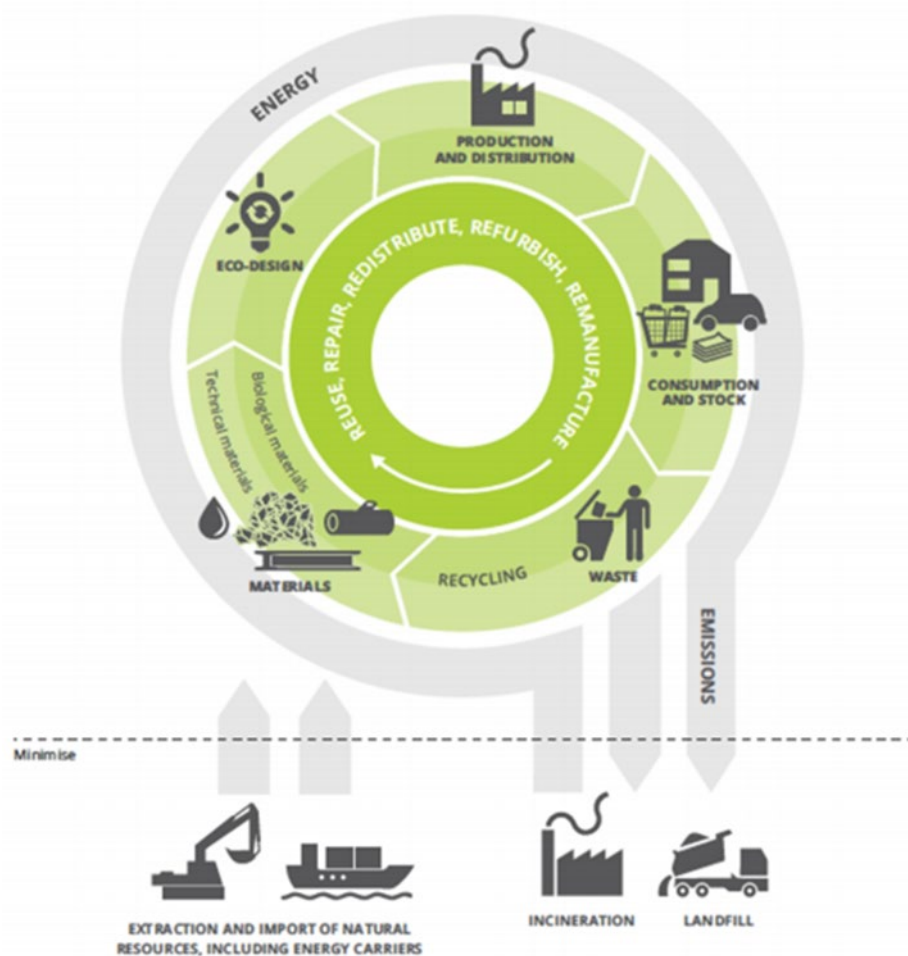 ENERGY
PRODUCTION
AND DISTRIBUTION
ECO-DESIGN
REUSE, REPAIR, REDISTRIBUTE, REFURBISH, REMANUFACTURE
CONSUMPTION
AND STOCK
Technical materials
Biological materials
MATERIALS
RECYCLING
WASTE
EMISSIONS
Minimise
EXTRACTION AND IMPORT OF NATURAL
RESOURCES, INCLUDING ENERGY CARRIERS
INCINERATION
LANDFILL